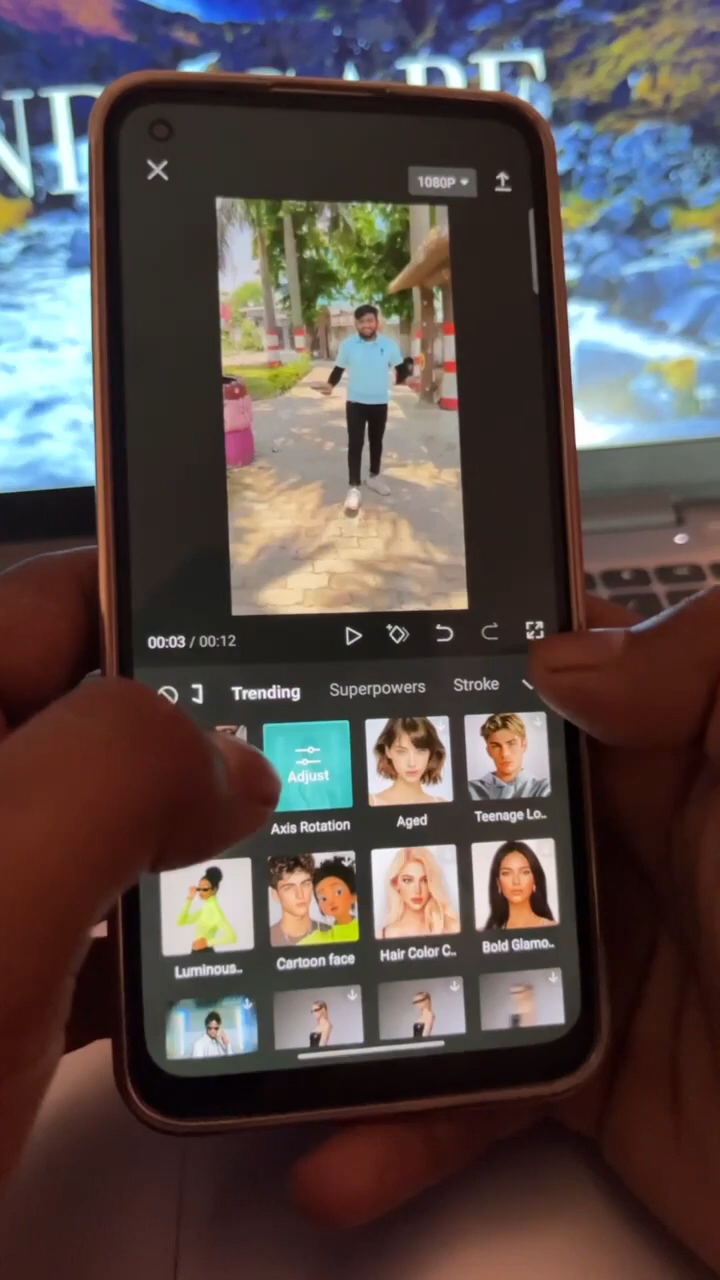 1080P
00:03 / 00:12
Trending Superpowers Stroke
Adjust
Axis Rotation Aged Teenage Lo..
Luminous.. Cartoon face Hair Color C.. Bold Glamo..